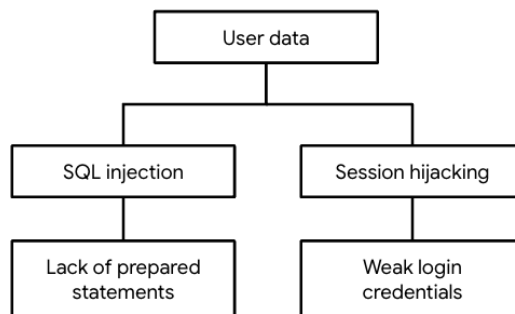 User data
SQL injection
Session hijacking
Lack of prepared
statements
Weak login
credentials